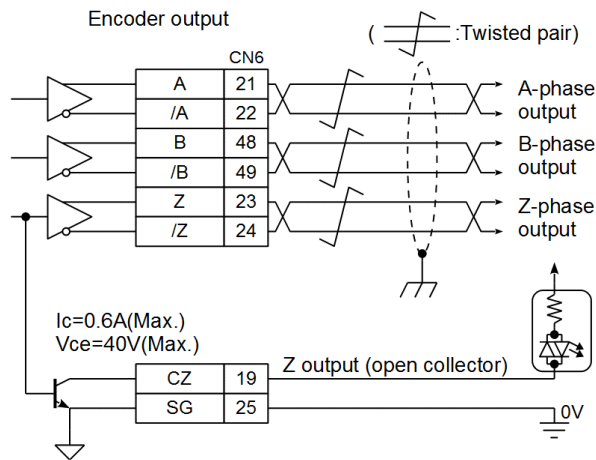 Encoder output
( :Twisted pair)
CN6
A 21
/A 22
B 48
/B 49
Z 23
/Z 24
A-phase
output
B-phase
output
Z-phase
output
Ic=0.6A(Max.)
Vce=40V(Max.)
Z output (open collector)
CZ 19
SG 25
0V